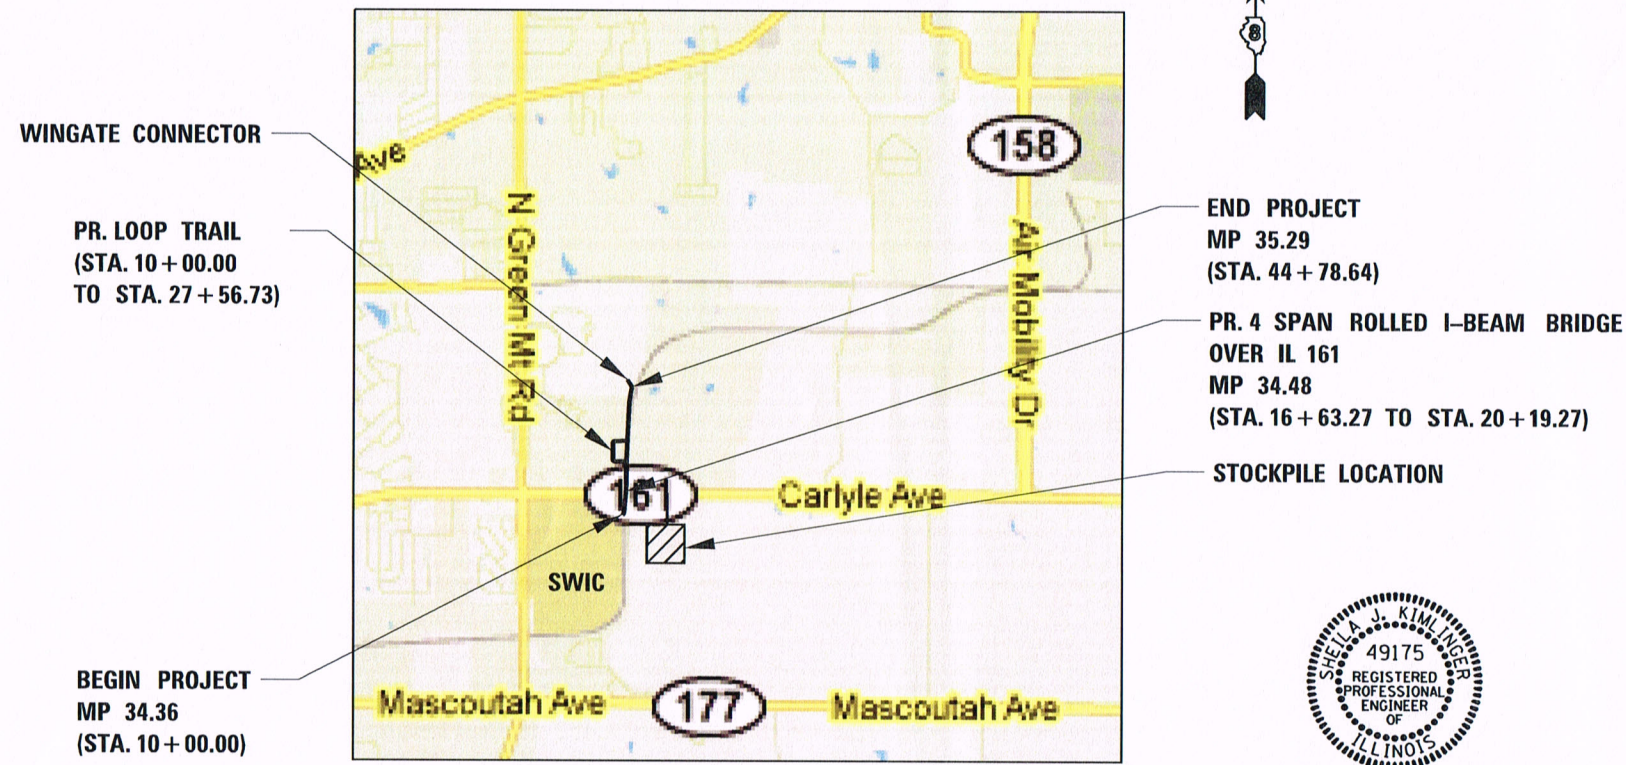 8
WINGATE CONNECTOR
PR. LOOP TRAIL
(STA. 10+00.00
TO STA. 27+56.73)
BEGIN PROJECT
MP 34.36
(STA. 10+00.00)
Ave
N Green Mt Rd
158
Air Mobility Dr
161
Carlyle Ave
SWIC
Mascoutah Ave
177
Mascoutah Ave
END PROJECT
MP 35.29
(STA. 44+78.64)
PR. 4 SPAN ROLLED I-BEAM BRIDGE
OVER IL 161
MP 34.48
(STA. 16+63.27 TO STA. 20+19.27)
STOCKPILE LOCATION
SHEILA J. KIMLINGER
49175
REGISTERED
PROFESSIONAL
ENGINEER
OF
ILLINOIS